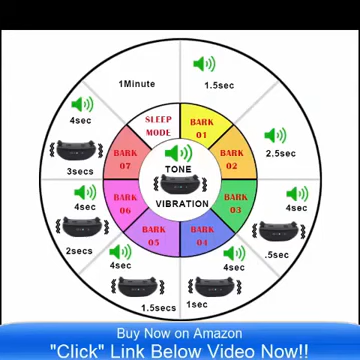 1Minute
1.5sec
4sec
SLEEP
MODE
BARK
01
3secs
BARK
07
BARK
02
2.5sec
TONE
VIBRATION
4sec
BARK
06
BARK
03
4sec
2secs
.5sec
BARK
05
BARK
04
4sec
4sec
1.5secs
1sec
Buy Now on Amazon
"Click" Link Below Video Now!!